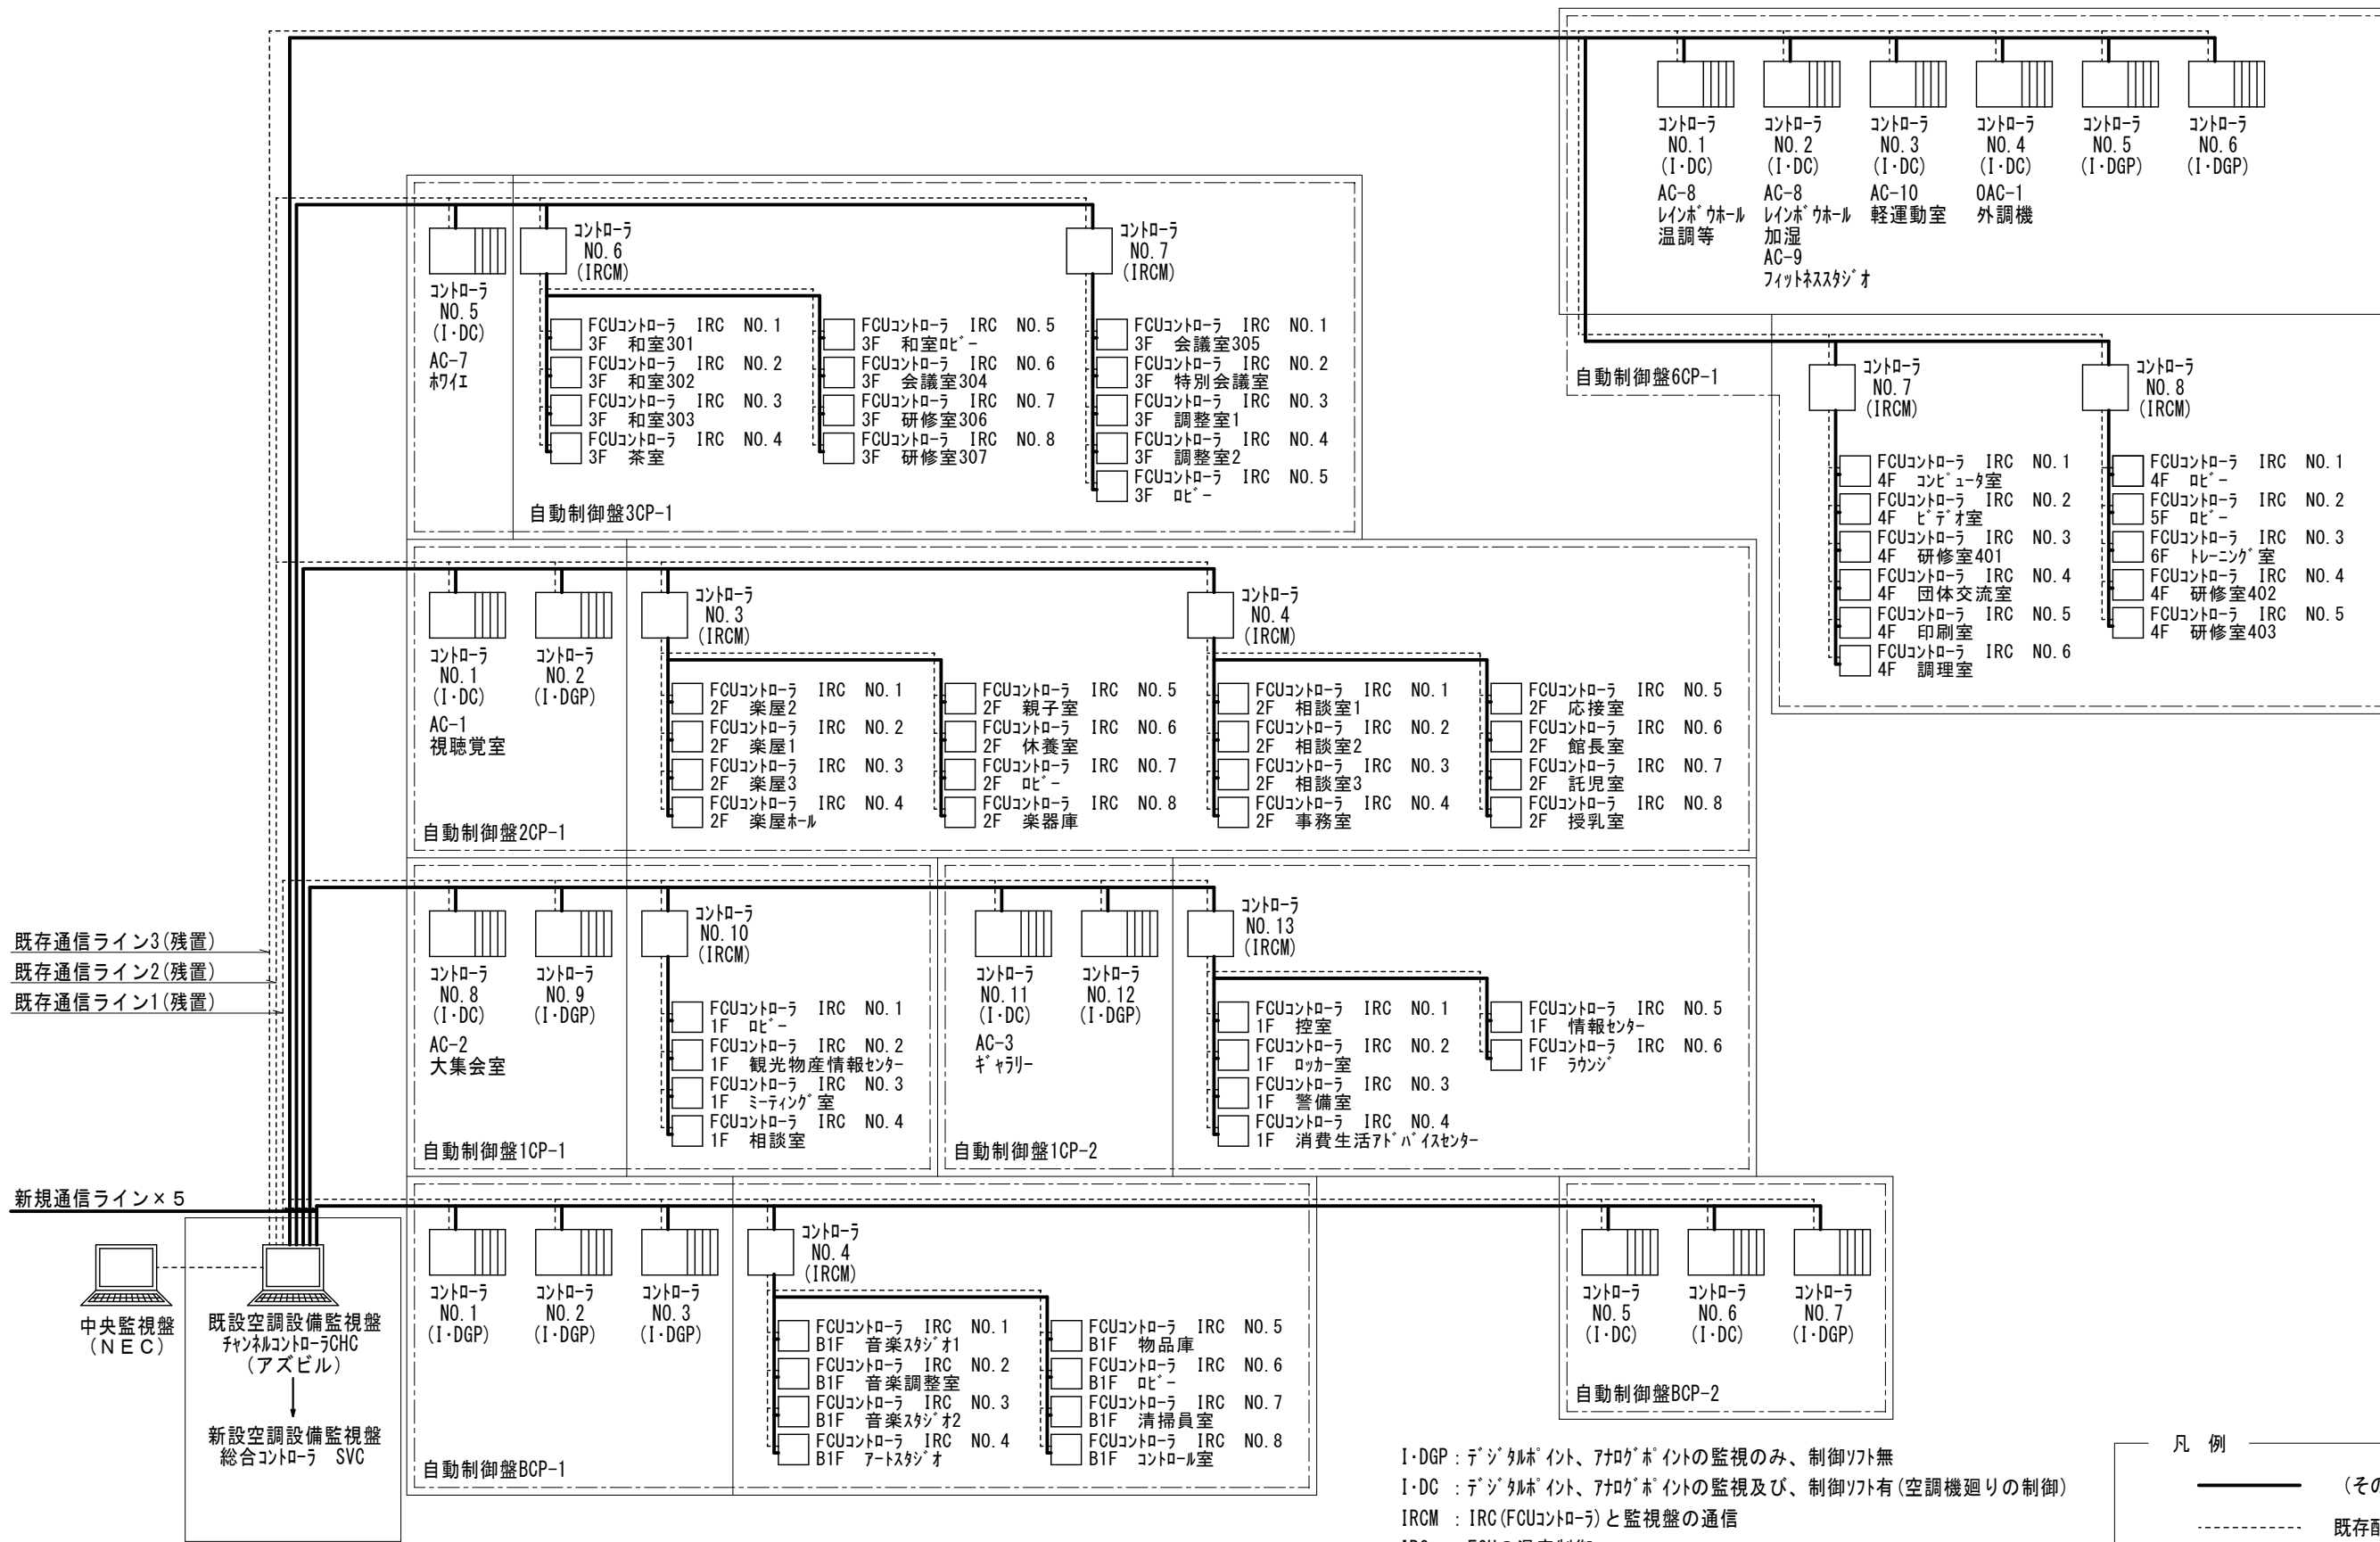 コントローラ
NO.1
(I・DC)
AC-8
レインボウホール
温調等
コントローラ
NO.2
(I・DC)
AC-8
レインボウホール
加湿
AC-9
フィットネススタジオ
コントローラ
NO.3
(I・DC)
AC-10
軽運動室
コントローラ
NO.4
(I・DC)
OAC-1
外調機
コントローラ
NO.5
(I・DGP)
コントローラ
NO.6
(I・DGP)
自動制御盤6CP-1
コントローラ
NO.7
(IRCM)
FCUコントローラ IRC NO.1
4F コンピュータ室
FCUコントローラ IRC NO.2
4F ビデオ室
FCUコントローラ IRC NO.3
4F 研修室401
FCUコントローラ IRC NO.4
4F 団体交流室
FCUコントローラ IRC NO.5
4F 印刷室
FCUコントローラ IRC NO.6
4F 調理室
コントローラ
NO.8
(IRCM)
FCUコントローラ IRC NO.1
4F ロビー
FCUコントローラ IRC NO.2
5F ロビー
FCUコントローラ IRC NO.3
6F トレーニング室
FCUコントローラ IRC NO.4
4F 研修室402
FCUコントローラ IRC NO.5
4F 研修室403
コントローラ
NO.5
(I・DC)
AC-7
ホワイエ
コントローラ
NO.6
(IRCM)
FCUコントローラ IRC NO.1
3F 和室301
FCUコントローラ IRC NO.2
3F 和室302
FCUコントローラ IRC NO.3
3F 和室303
FCUコントローラ IRC NO.4
3F 茶室
FCUコントローラ IRC NO.5
3F 和室ロビー
FCUコントローラ IRC NO.6
3F 会議室304
FCUコントローラ IRC NO.7
3F 研修室306
FCUコントローラ IRC NO.8
3F 研修室307
コントローラ
NO.7
(IRCM)
FCUコントローラ IRC NO.1
3F 会議室305
FCUコントローラ IRC NO.2
3F 特別会議室
FCUコントローラ IRC NO.3
3F 調整室1
FCUコントローラ IRC NO.4
3F 調整室2
FCUコントローラ IRC NO.5
3F ロビー
自動制御盤3CP-1
コントローラ
NO.1
(I・DC)
AC-1
視聴覚室
コントローラ
NO.2
(I・DGP)
コントローラ
NO.3
(IRCM)
FCUコントローラ IRC NO.1
2F 楽屋2
FCUコントローラ IRC NO.2
2F 楽屋1
FCUコントローラ IRC NO.3
2F 楽屋3
FCUコントローラ IRC NO.4
2F 楽屋ホール
FCUコントローラ IRC NO.5
2F 親子室
FCUコントローラ IRC NO.6
2F 休養室
FCUコントローラ IRC NO.7
2F ロビー
FCUコントローラ IRC NO.8
2F 楽器庫
コントローラ
NO.4
(IRCM)
FCUコントローラ IRC NO.1
2F 相談室1
FCUコントローラ IRC NO.2
2F 相談室2
FCUコントローラ IRC NO.3
2F 相談室3
FCUコントローラ IRC NO.4
2F 事務室
FCUコントローラ IRC NO.5
2F 応接室
FCUコントローラ IRC NO.6
2F 館長室
FCUコントローラ IRC NO.7
2F 託児室
FCUコントローラ IRC NO.8
2F 授乳室
自動制御盤2CP-1
既存通信ライン3(残置)
既存通信ライン2(残置)
既存通信ライン1(残置)
コントローラ
NO.8
(I・DC)
AC-2
大集会室
コントローラ
NO.9
(I・DGP)
コントローラ
NO.10
(IRCM)
FCUコントローラ IRC NO.1
1F ロビー
FCUコントローラ IRC NO.2
1F 観光物産情報センター
FCUコントローラ IRC NO.3
1F ミーティング室
FCUコントローラ IRC NO.4
1F 相談室
自動制御盤1CP-1
コントローラ
NO.11
(I・DC)
AC-3
ギャラリー
コントローラ
NO.12
(I・DGP)
コントローラ
NO.13
(IRCM)
FCUコントローラ IRC NO.1
1F 控室
FCUコントローラ IRC NO.2
1F ロッカー室
FCUコントローラ IRC NO.3
1F 警備室
FCUコントローラ IRC NO.4
1F 消費生活アドバイスセンター
FCUコントローラ IRC NO.5
1F 情報センター
FCUコントローラ IRC NO.6
1F ラウンジ
自動制御盤1CP-2
新規通信ライン×5
中央監視盤
(NEC)
既設空調設備監視盤
チャンネルコントローラCHC
(アズビル)
新設空調設備監視盤
総合コントローラ SVC
コントローラ
NO.1
(I・DGP)
コントローラ
NO.2
(I・DGP)
コントローラ
NO.3
(I・DGP)
コントローラ
NO.4
(IRCM)
FCUコントローラ IRC NO.1
B1F 音楽スタジオ1
FCUコントローラ IRC NO.2
B1F 音楽調整室
FCUコントローラ IRC NO.3
B1F 音楽スタジオ2
FCUコントローラ IRC NO.4
B1F アートスタジオ
FCUコントローラ IRC NO.5
B1F 物品庫
FCUコントローラ IRC NO.6
B1F ロビー
FCUコントローラ IRC NO.7
B1F 清掃員室
FCUコントローラ IRC NO.8
B1F コントロール室
自動制御盤BCP-1
コントローラ
NO.5
(I・DC)
コントローラ
NO.6
(I・DC)
コントローラ
NO.7
(I・DGP)
自動制御盤BCP-2
I・DGP：デジタルポイント、アナログポイントの監視のみ、制御ソフト無
I・DC ：デジタルポイント、アナログポイントの監視及び、制御ソフト有(空調機廻りの制御)
IRCM ：IRC(FCUコントローラ)と監視盤の通信
凡 例
(その
既存